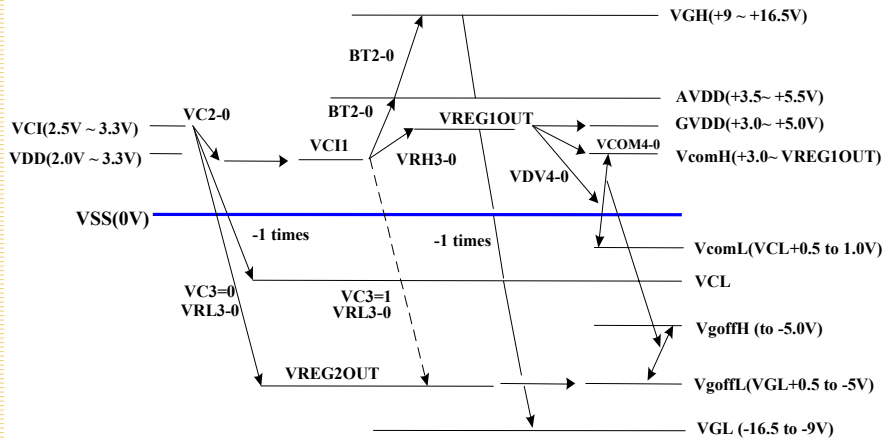 VGH(+9 ~ +16.5V)
BT2-0
AVDD(+3.5~ +5.5V)
BT2-0
VC2-0
VREG1OUT
GVDD(+3.0~ +5.0V)
VCI(2.5V ~ 3.3V)
VCOM4-0
VCI1
VDD(2.0V ~ 3.3V)
VRH3-0
VcomH(+3.0~ VREG1OUT)
VDV4-0
VSS(0V)
-1 times
-1 times
VcomL(VCL+0.5 to 1.0V)
VCL
VC3=0
VRL3-0
VC3=1
VRL3-0
VgoffH (to -5.0V)
VREG2OUT
VgoffL(VGL+0.5 to -5V)
VGL (-16.5 to -9V)